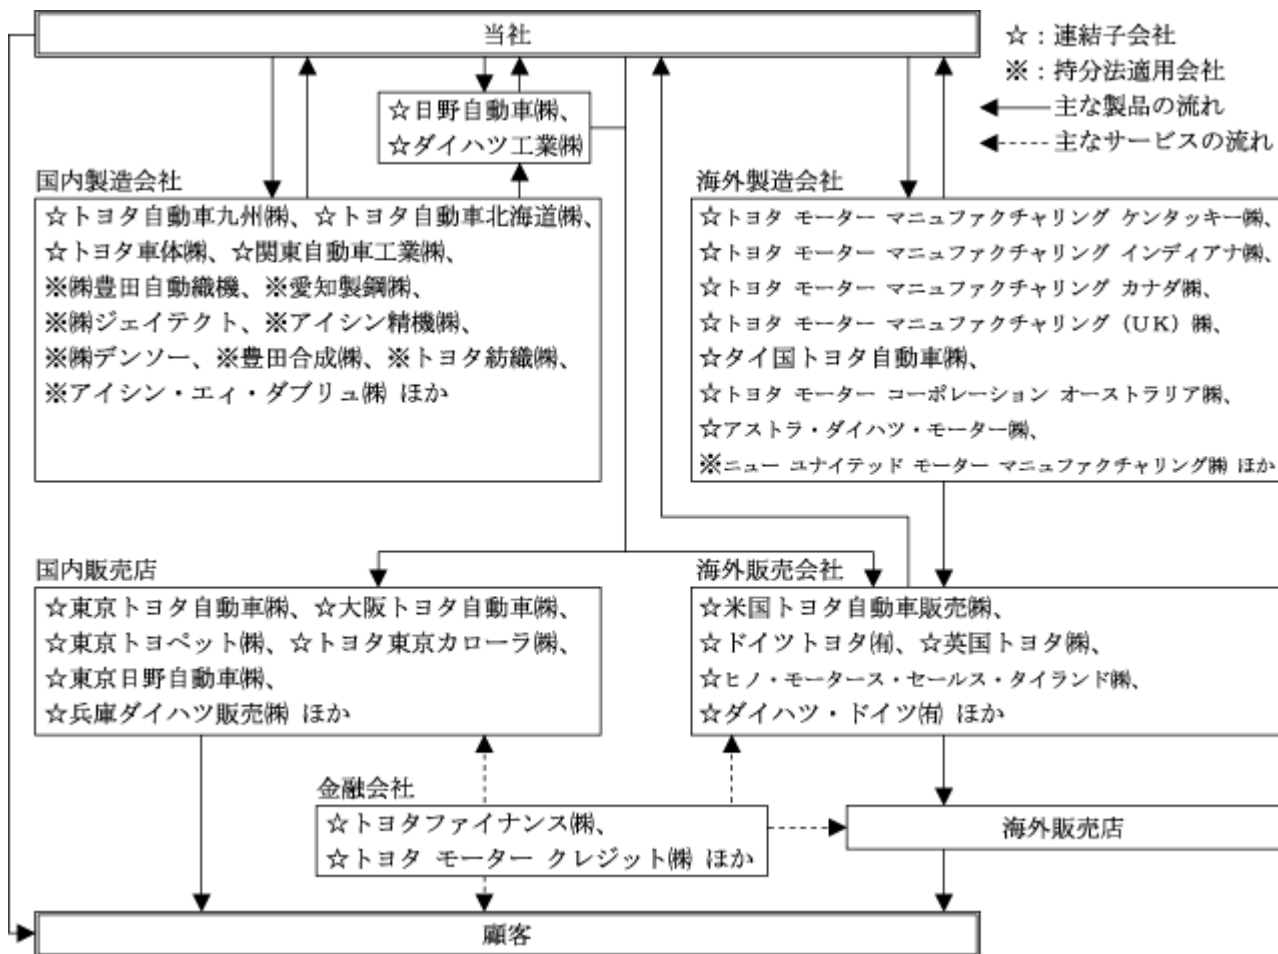 当社
☆：連結子会社
※：持分法適用会社
主な製品の流れ
主なサービスの流れ
☆日野自動車㈱、
☆ダイハツ工業㈱
国内製造会社
☆トヨタ自動車九州㈱、☆トヨタ自動車北海道㈱、
☆トヨタ車体㈱、☆関東自動車工業㈱、
※㈱豊田自動織機、※愛知製鋼㈱、
※㈱ジェイテクト、※アイシン精機㈱、
※㈱デンソー、※豊田合成㈱、※トヨタ紡織㈱、
※アイシン・エィ・ダブリュ㈱ ほか
海外製造会社
☆トヨタ モーター マニュファクチャリング ケンタッキー㈱、
☆トヨタ モーター マニュファクチャリング インディアナ㈱、
☆トヨタ モーター マニュファクチャリング カナダ㈱、
☆トヨタ モーター マニュファクチャリング（UK）㈱、
☆タイ国トヨタ自動車㈱、
☆トヨタ モーター コーポレーション オーストラリア㈱、
☆アストラ・ダイハツ・モーター㈱、
※ニュー ユナイテッド モーター マニュファクチャリング㈱ ほか
国内販売店
☆東京トヨタ自動車㈱、☆大阪トヨタ自動車㈱、
☆東京トヨペット㈱、☆トヨタ東京カローラ㈱、
☆東京日野自動車㈱、
☆兵庫ダイハツ販売㈱ ほか
海外販売会社
☆米国トヨタ自動車販売㈱、
☆ドイツトヨタ㈲、☆英国トヨタ㈱、
☆ヒノ・モータース・セールス・タイランド㈱、
☆ダイハツ・ドイツ㈲ ほか
金融会社
☆トヨタファイナンス㈱、
☆トヨタ モーター クレジット㈱ ほか
海外販売店
顧客